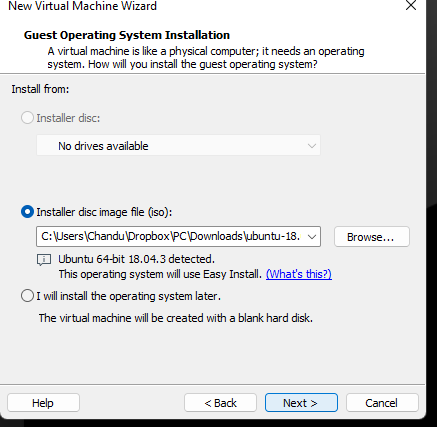 New Virtual Machine Wizard
Guest Operating System Installation
A virtual machine is like a physical computer; it needs an operating
system. How will you install the guest operating system?
Install from:
Installer disc:
No drives available
Installer disc image file (iso):
C:\Users\Chandu\Dropbox\PC\Downloads\ubuntu-18.
Browse...
Ubuntu 64-bit 18.04.3 detected.
This operating system will use Easy Install. (What's this?)
I will install the operating system later.
The virtual machine will be created with a blank hard disk.
Help
< Back
Next >
Cancel